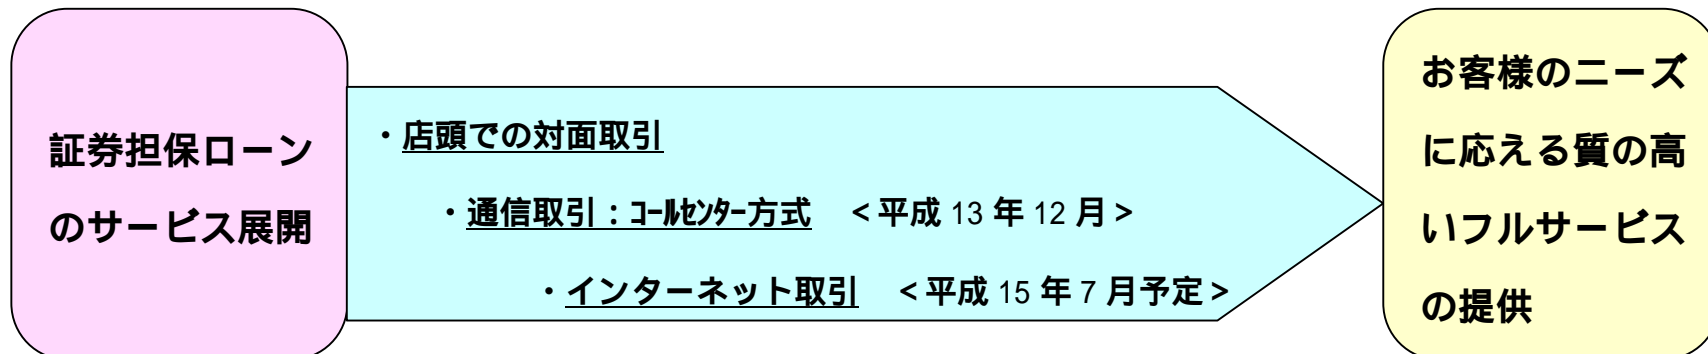 証券担保ローン
のサービス展開
・店頭での対面取引
・通信取引：ｺｰﾙｾﾝﾀｰ方式　＜平成 13 年 12 月＞
・インターネット取引　＜平成 15 年 7 月予定＞
お客様のニーズ
に応える質の高
いフルサービス
の提供